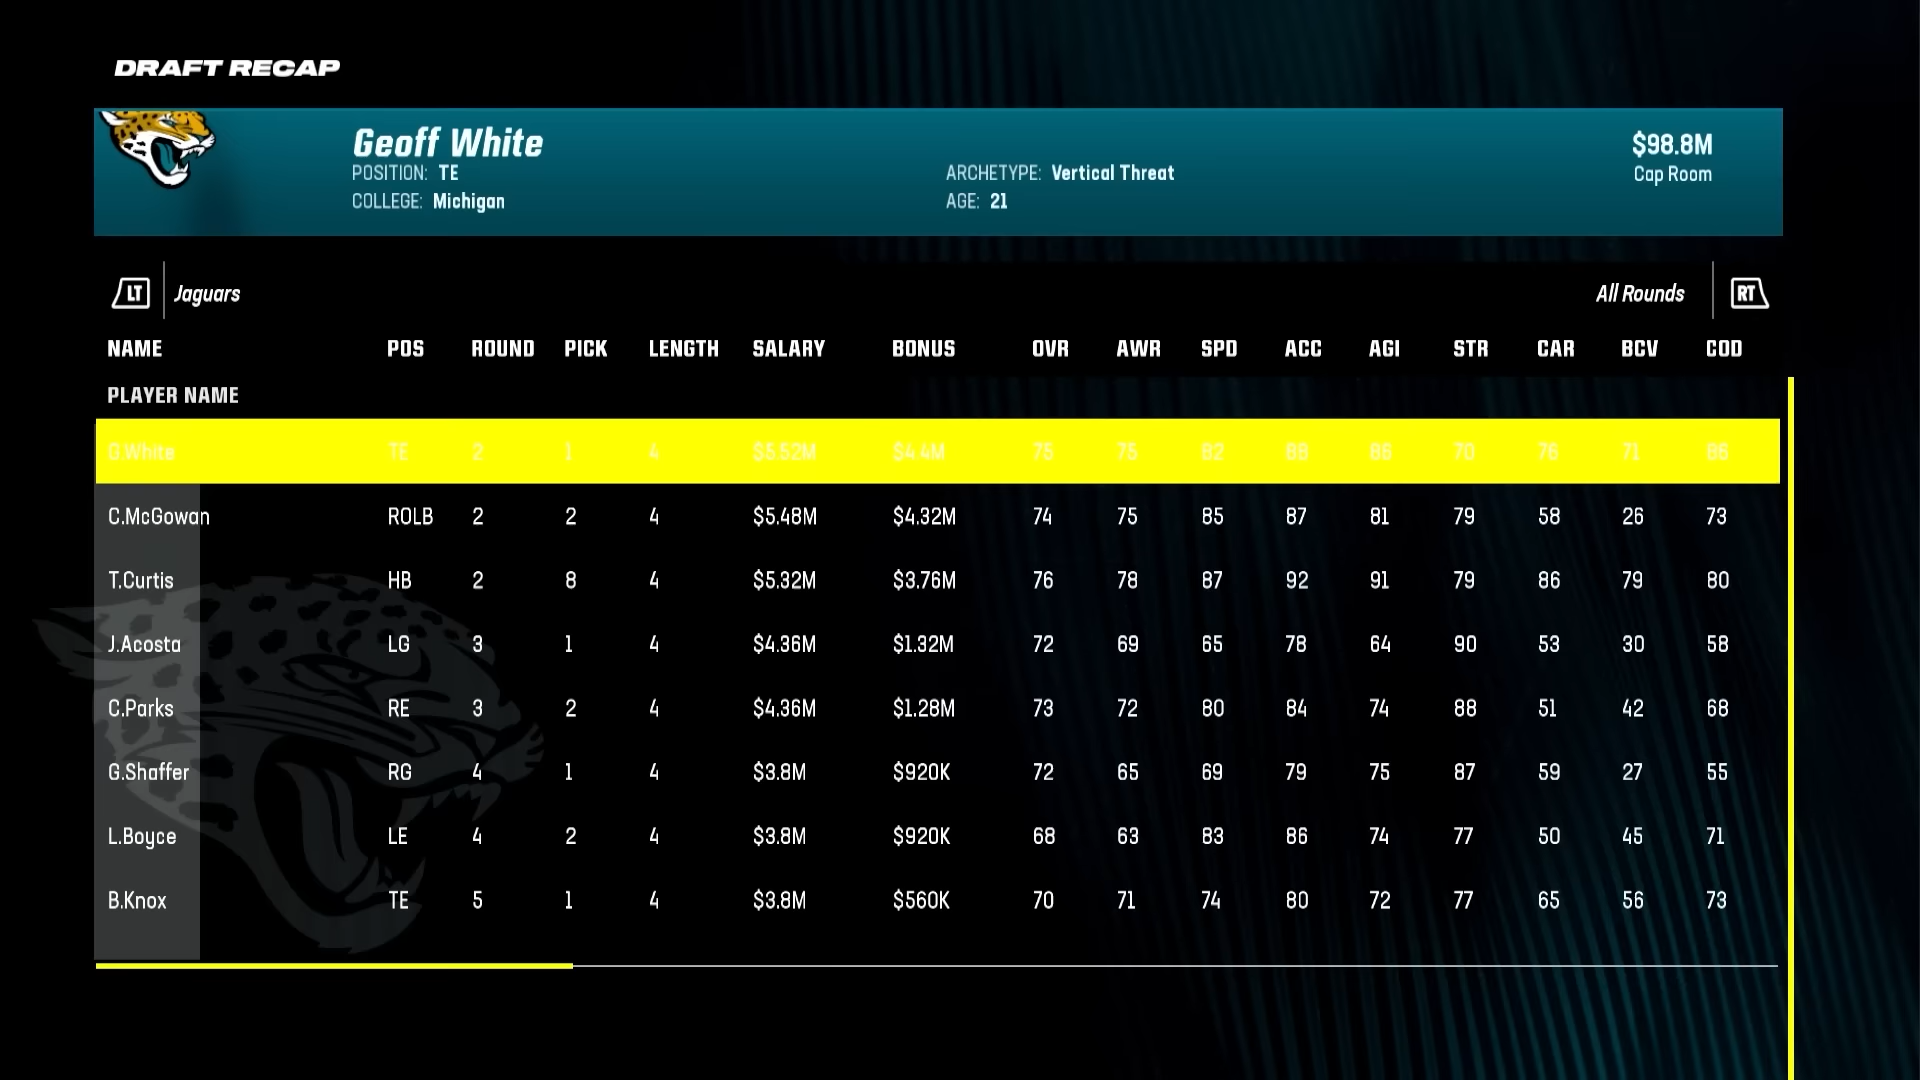 DRAFT RECAP
Geoff White
POSITION: TE
COLLEGE: Michigan
ARCHETYPE: Vertical Threat
AGE: 21
$98.8M
Cap Room
LT Jaguars All Rounds RT
NAME POS ROUND PICK LENGTH SALARY BONUS OVR AWR SPD ACC AGI STR CAR BCV COD
PLAYER NAME
G.White TE 2 1 4 $5.52M $4.4M 75 75 82 88 86 70 76 71 86
C.McGowan ROLB 2 2 4 $5.48M $4.32M 74 75 85 87 81 79 58 26 73
T.Curtis HB 2 8 4 $5.32M $3.76M 76 78 87 92 91 79 86 79 80
J.Acosta LG 3 1 4 $4.36M $1.32M 72 69 65 78 64 90 53 30 58
C.Parks RE 3 2 4 $4.36M $1.28M 73 72 80 84 74 88 51 42 68
G.Shaffer RG 4 1 4 $3.8M $920K 72 65 69 79 75 87 59 27 55
L.Boyce LE 4 2 4 $3.8M $920K 68 63 83 86 74 77 50 45 71
B.Knox TE 5 1 4 $3.8M $560K 70 71 74 80 72 77 65 56 73